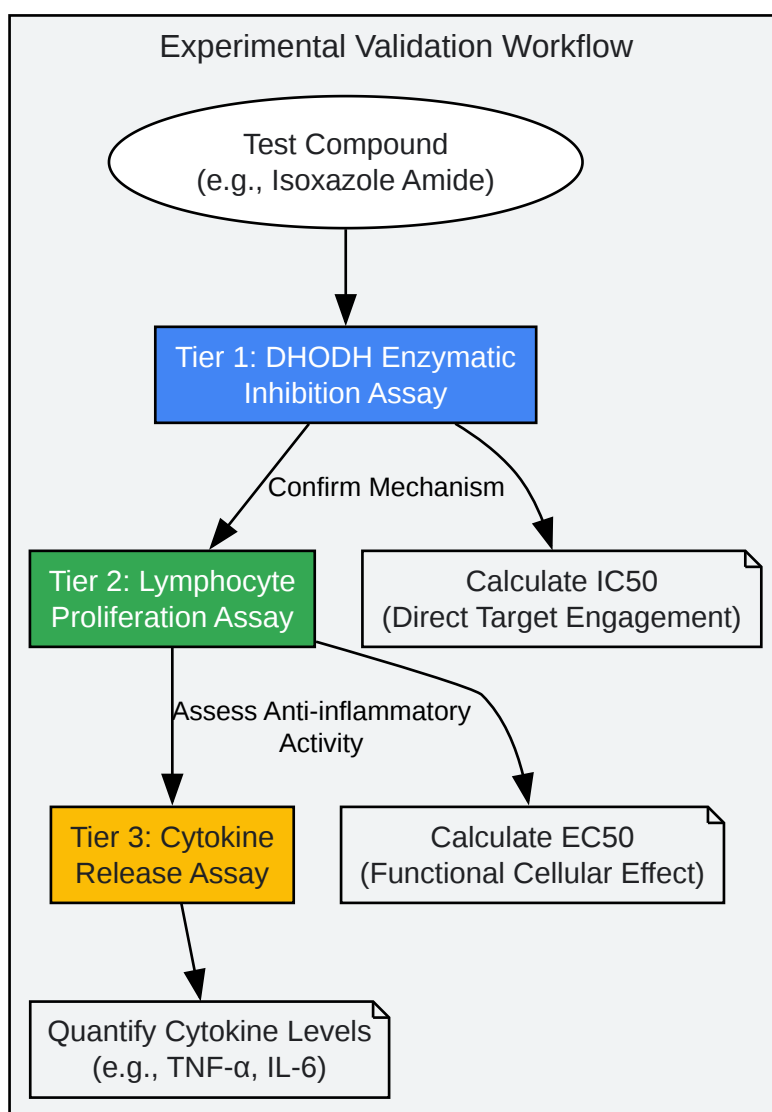 Experimental Validation Workflow
Test Compound
(e.g., Isoxazole Amide)
Tier 1: DHODH Enzymatic
Inhibition Assay
Confirm Mechanism
Tier 2: Lymphocyte
Proliferation Assay
Calculate IC50
(Direct Target Engagement)
Assess Anti-inflammatory
Activity
Tier 3: Cytokine
Release Assay
Calculate EC50
(Functional Cellular Effect)
Quantify Cytokine Levels
(e.g., TNF-α, IL-6)